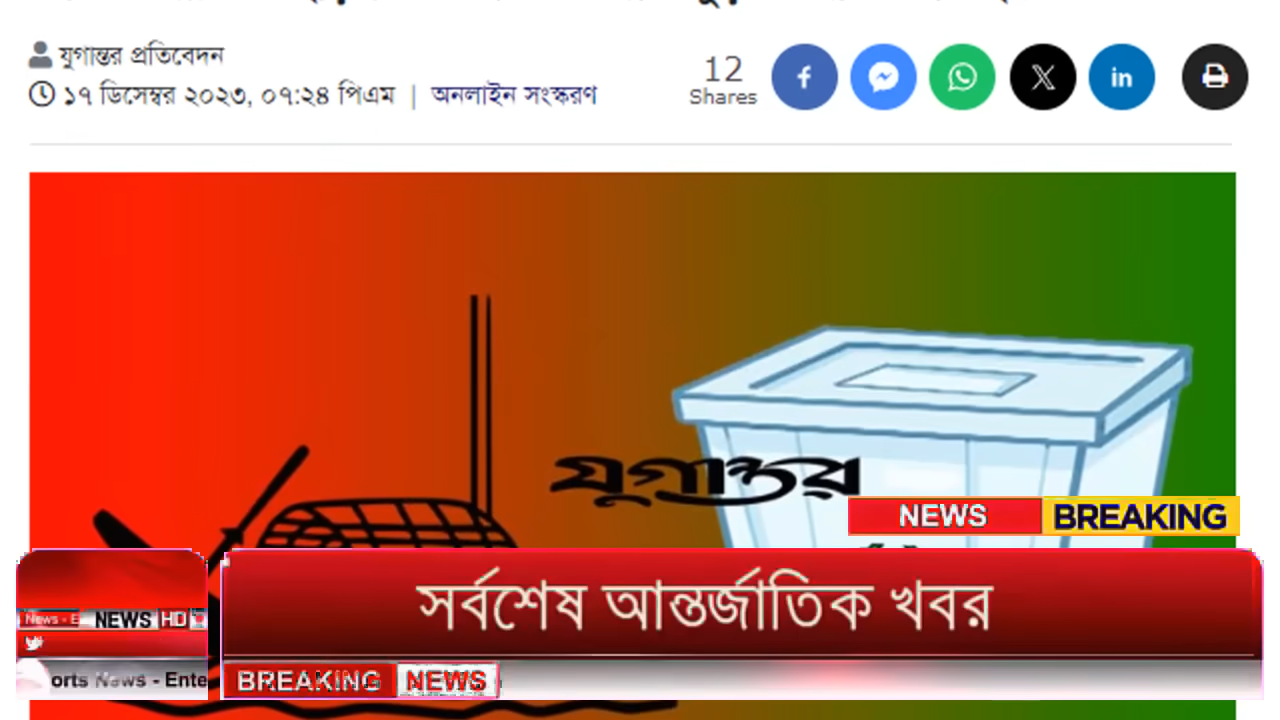 যুগান্তর প্রতিবেদন
১৭ ডিসেম্বর ২০২৩, ০৭:২৪ পিএম | অনলাইন সংস্করণ
12
Shares
যুগান্তর
NEWS BREAKING
সর্বশেষ আন্তর্জাতিক খবর
News - E NEWS HD
orts News - Ente
BREAKING NEWS